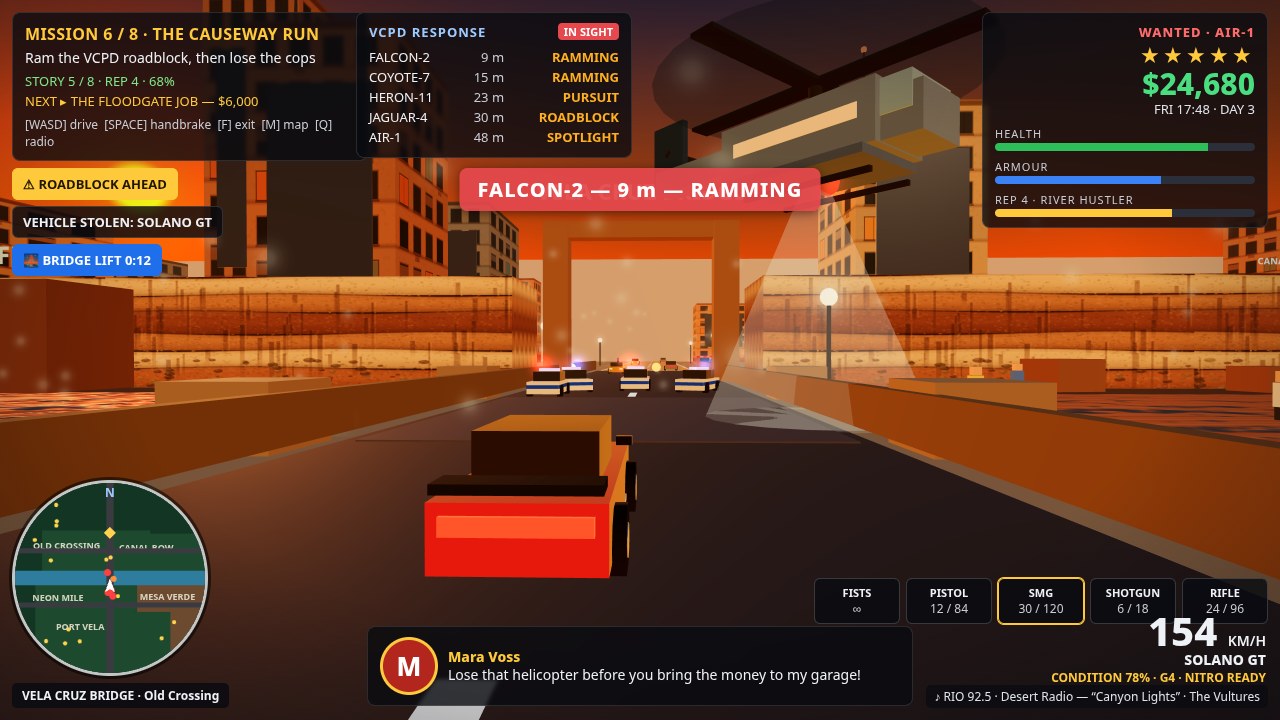 MISSION 6 / 8 · THE CAUSEWAY RUN
Ram the VCPD roadblock, then lose the cops
STORY 5 / 8 · REP 4 · 68%
NEXT ▸ THE FLOODGATE JOB — $6,000
[WASD] drive [SPACE] handbrake [F] exit [M] map [Q] radio
VCPD RESPONSE IN SIGHT
FALCON-2 9 m RAMMING
COYOTE-7 15 m RAMMING
HERON-11 23 m PURSUIT
JAGUAR-4 30 m ROADBLOCK
AIR-1 48 m SPOTLIGHT
WANTED · AIR-1
★★★★★
$24,680
FRI 17:48 · DAY 3
HEALTH
ARMOUR
REP 4 · RIVER HUSTLER
⚠ ROADBLOCK AHEAD
VEHICLE STOLEN: SOLANO GT
BRIDGE LIFT 0:12
FALCON-2 — 9 m — RAMMING
N
OLD CROSSING
CANAL ROW
NEON MILE
MESA VERDE
PORT VELA
VELA CRUZ BRIDGE · Old Crossing
M
Mara Voss
Lose that helicopter before you bring the money to my garage!
FISTS
∞
PISTOL
12 / 84
SMG
30 / 120
SHOTGUN
6 / 18
RIFLE
24 / 96
154 KM/H
SOLANO GT
CONDITION 78% · G4 · NITRO READY
♪ RIO 92.5 · Desert Radio — “Canyon Lights” · The Vultures